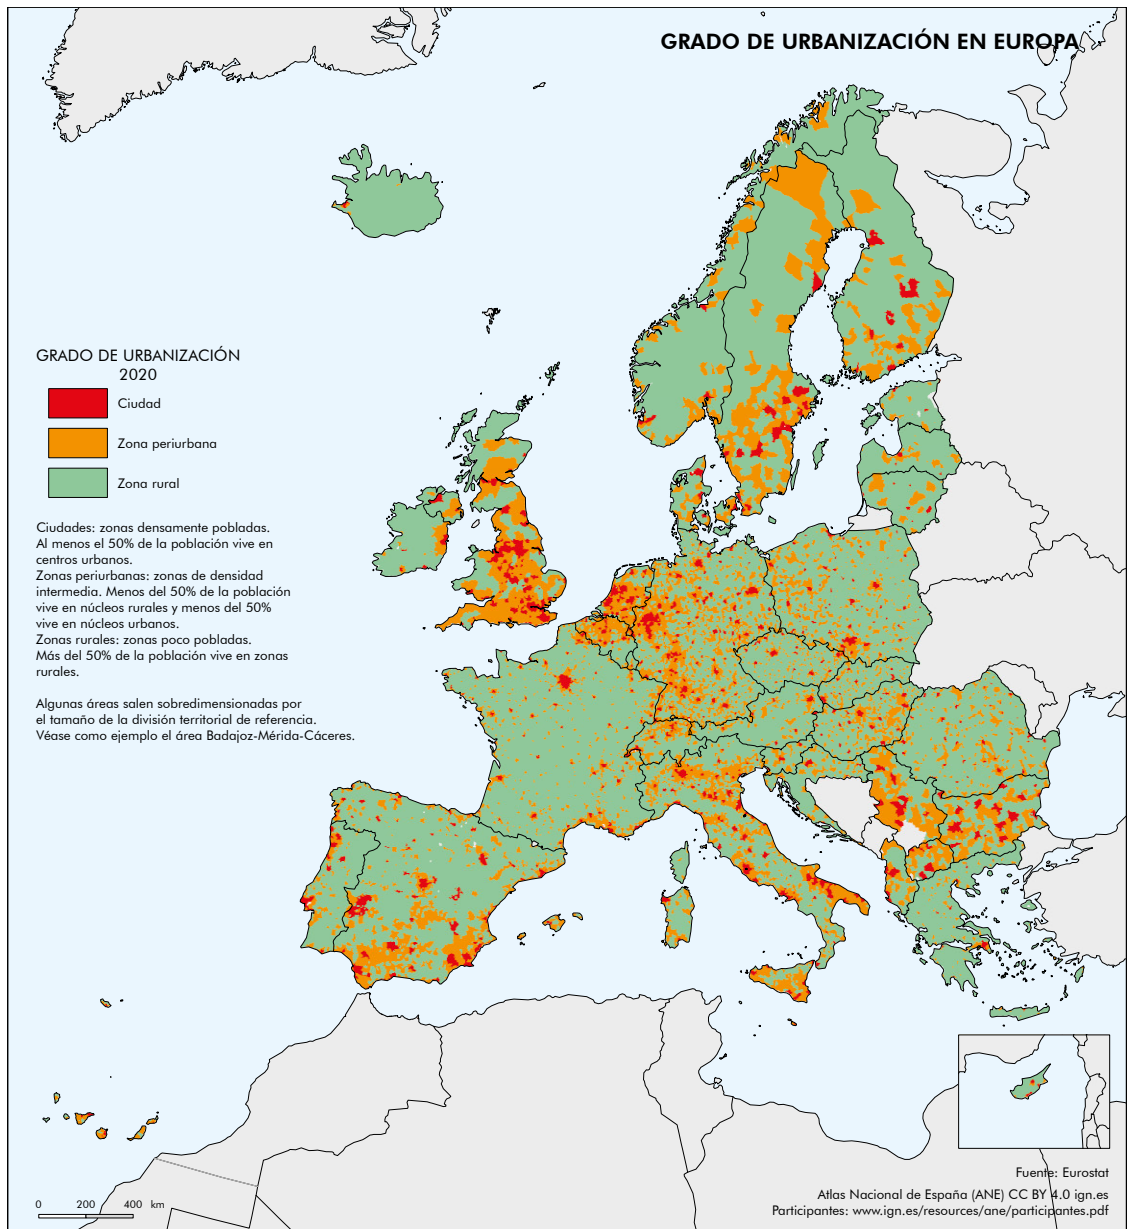 GRADO DE URBANIZACIÓN EN EUROPA
GRADO DE URBANIZACIÓN
2020
Ciudad
Zona periurbana
Zona rural
Ciudades: zonas densamente pobladas.
Al menos el 50% de la población vive en
centros urbanos.
Zonas periurbanas: zonas de densidad
intermedia. Menos del 50% de la población
vive en núcleos rurales y menos del 50%
vive en núcleos urbanos.
Zonas rurales: zonas poco pobladas.
Más del 50% de la población vive en zonas
rurales.
Algunas áreas salen sobredimensionadas por
el tamaño de la división territorial de referencia.
Véase como ejemplo el área Badajoz-Mérida-Cáceres.
0 200 400 km
Fuente: Eurostat
Atlas Nacional de España (ANE) CC BY 4.0 ign.es
Participantes: www.ign.es/resources/ane/participantes.pdf